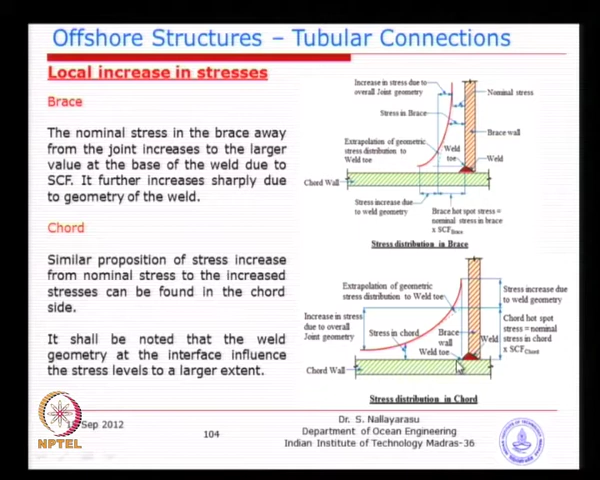 Offshore Structures – Tubular Connections
Local increase in stresses
Brace
The nominal stress in the brace away
from the joint increases to the larger
value at the base of the weld due to
SCF. It further increases sharply due
to geometry of the weld.
Chord
Similar proposition of stress increase
from nominal stress to the increased
stresses can be found in the chord
side.
It shall be noted that the weld
geometry at the interface influence
the stress levels to a larger extent.
Increase in stress due to
overall Joint geometry
Nominal stress
Stress in Brace
Brace wall
Extrapolation of geometric
stress distribution to
Weld toe
Weld
toe
Weld
Chord Wall
Stress increase due
to weld geometry
Brace hot spot stress =
nominal stress in brace
x SCFBrace
Stress distribution in Brace
Extrapolation of geometric
stress distribution to Weld toe
Stress increase due
to weld geometry
Increase in stress
due to overall
Joint geometry
Stress in chord
Brace
wall
Weld
Weld toe
Chord hot spot
stress = nominal
stress in chord
x SCFChord
Chord Wall
Stress distribution in Chord
Sep 2012
104
Dr. S. Nallayarasu
Department of Ocean Engineering
Indian Institute of Technology Madras-36
NPTEL